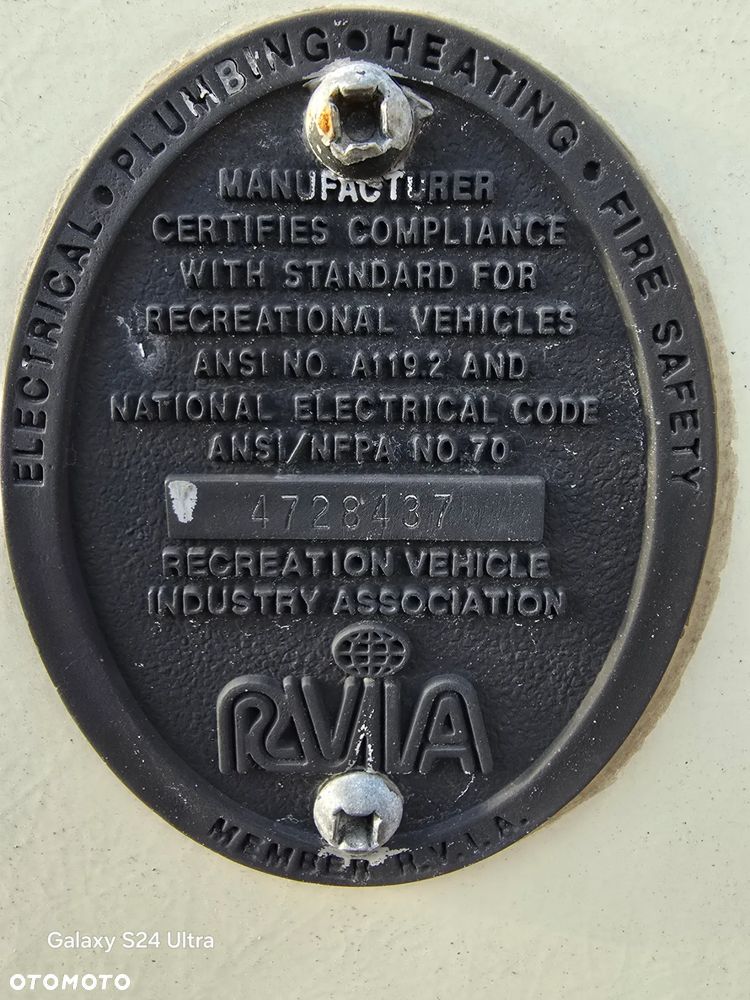 ELECTRICAL • PLUMBING • HEATING • FIRE SAFETY
MANUFACTURER
CERTIFIES COMPLIANCE
WITH STANDARD FOR
RECREATIONAL VEHICLES
ANSI NO. A119.2 AND
NATIONAL ELECTRICAL CODE
ANSI/NFPA NO. 70
4728437
RECREATION VEHICLE
INDUSTRY ASSOCIATION
RVIA
MEMBER R.V.I.A.
Galaxy S24 Ultra
OTOMOTO